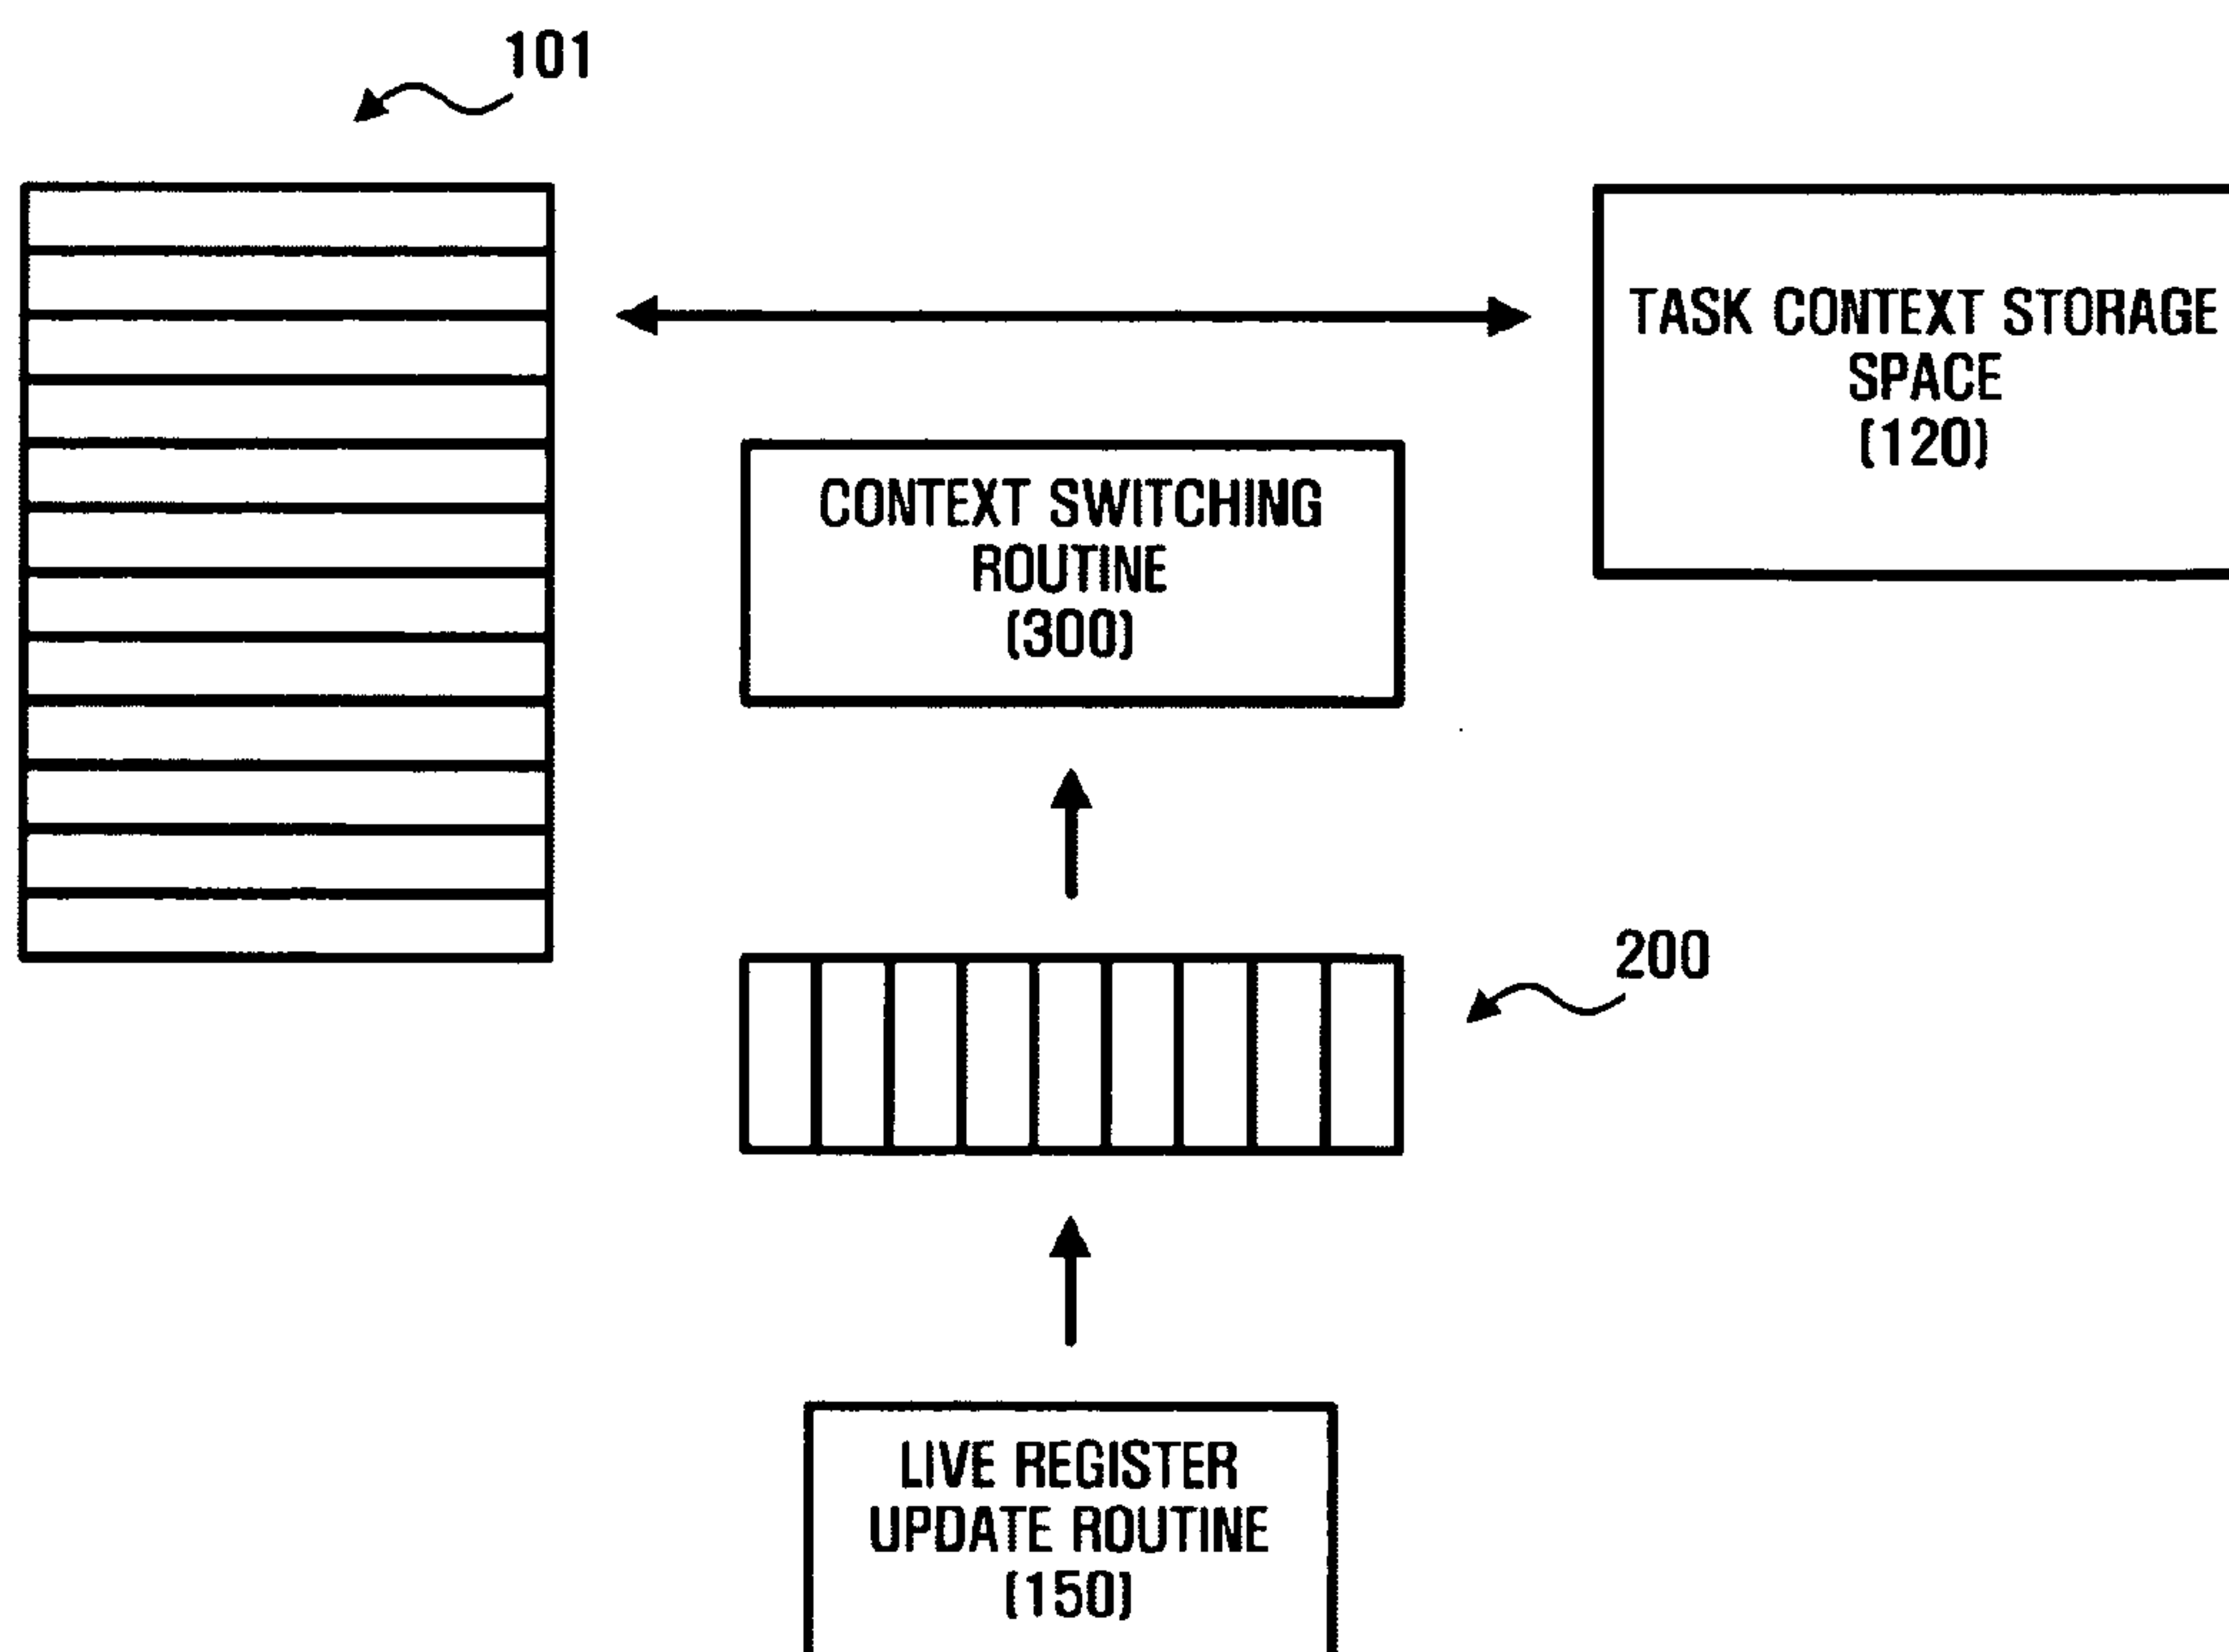 101
TASK CONTEXT STORAGE
SPACE
(120)
CONTEXT SWITCHING
ROUTINE
(300)
200
LIVE REGISTER
UPDATE ROUTINE
(150)